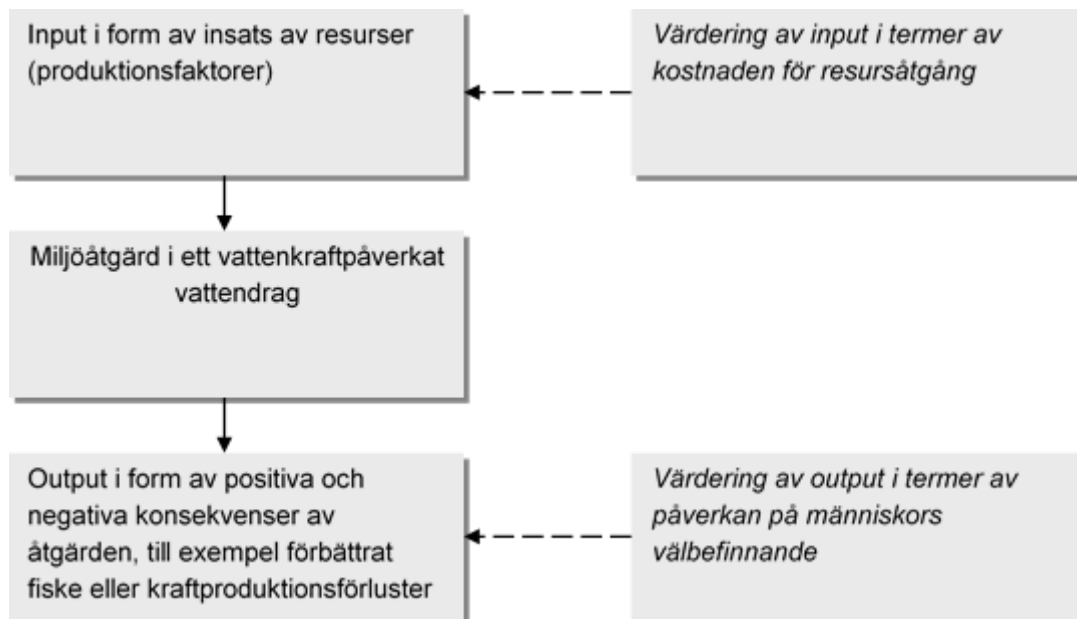 Input i form av insats av resurser
(produktionsfaktorer)
Värdering av input i termer av
kostnaden för resursåtgång
Miljöåtgärd i ett vattenkraftpåverkat
vattendrag
Output i form av positiva och
negativa konsekvenser av
åtgärden, till exempel förbättrat
fiske eller kraftproduktionsförluster
Värdering av output i termer av
påverkan på människors
välbefinnande